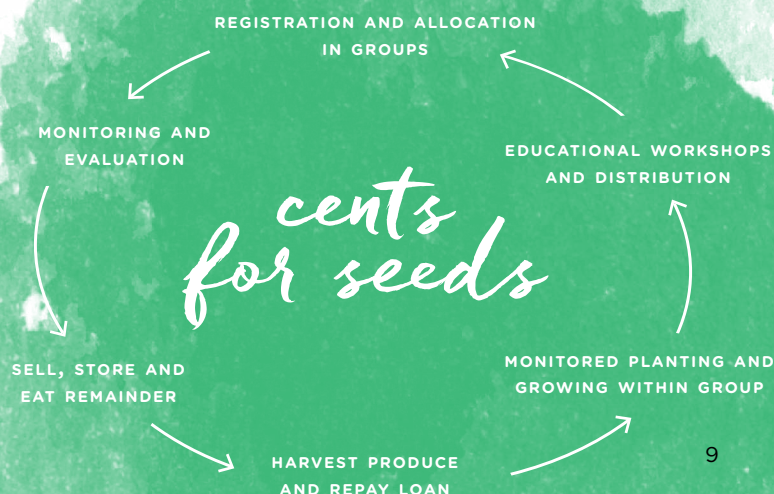 REGISTRATION AND ALLOCATION
IN GROUPS
MONITORING AND
EVALUATION
EDUCATIONAL WORKSHOPS
AND DISTRIBUTION
cents
for seeds
SELL, STORE AND
EAT REMAINDER
MONITORED PLANTING AND
GROWING WITHIN GROUP
HARVEST PRODUCE
AND REPAY LOAN
9